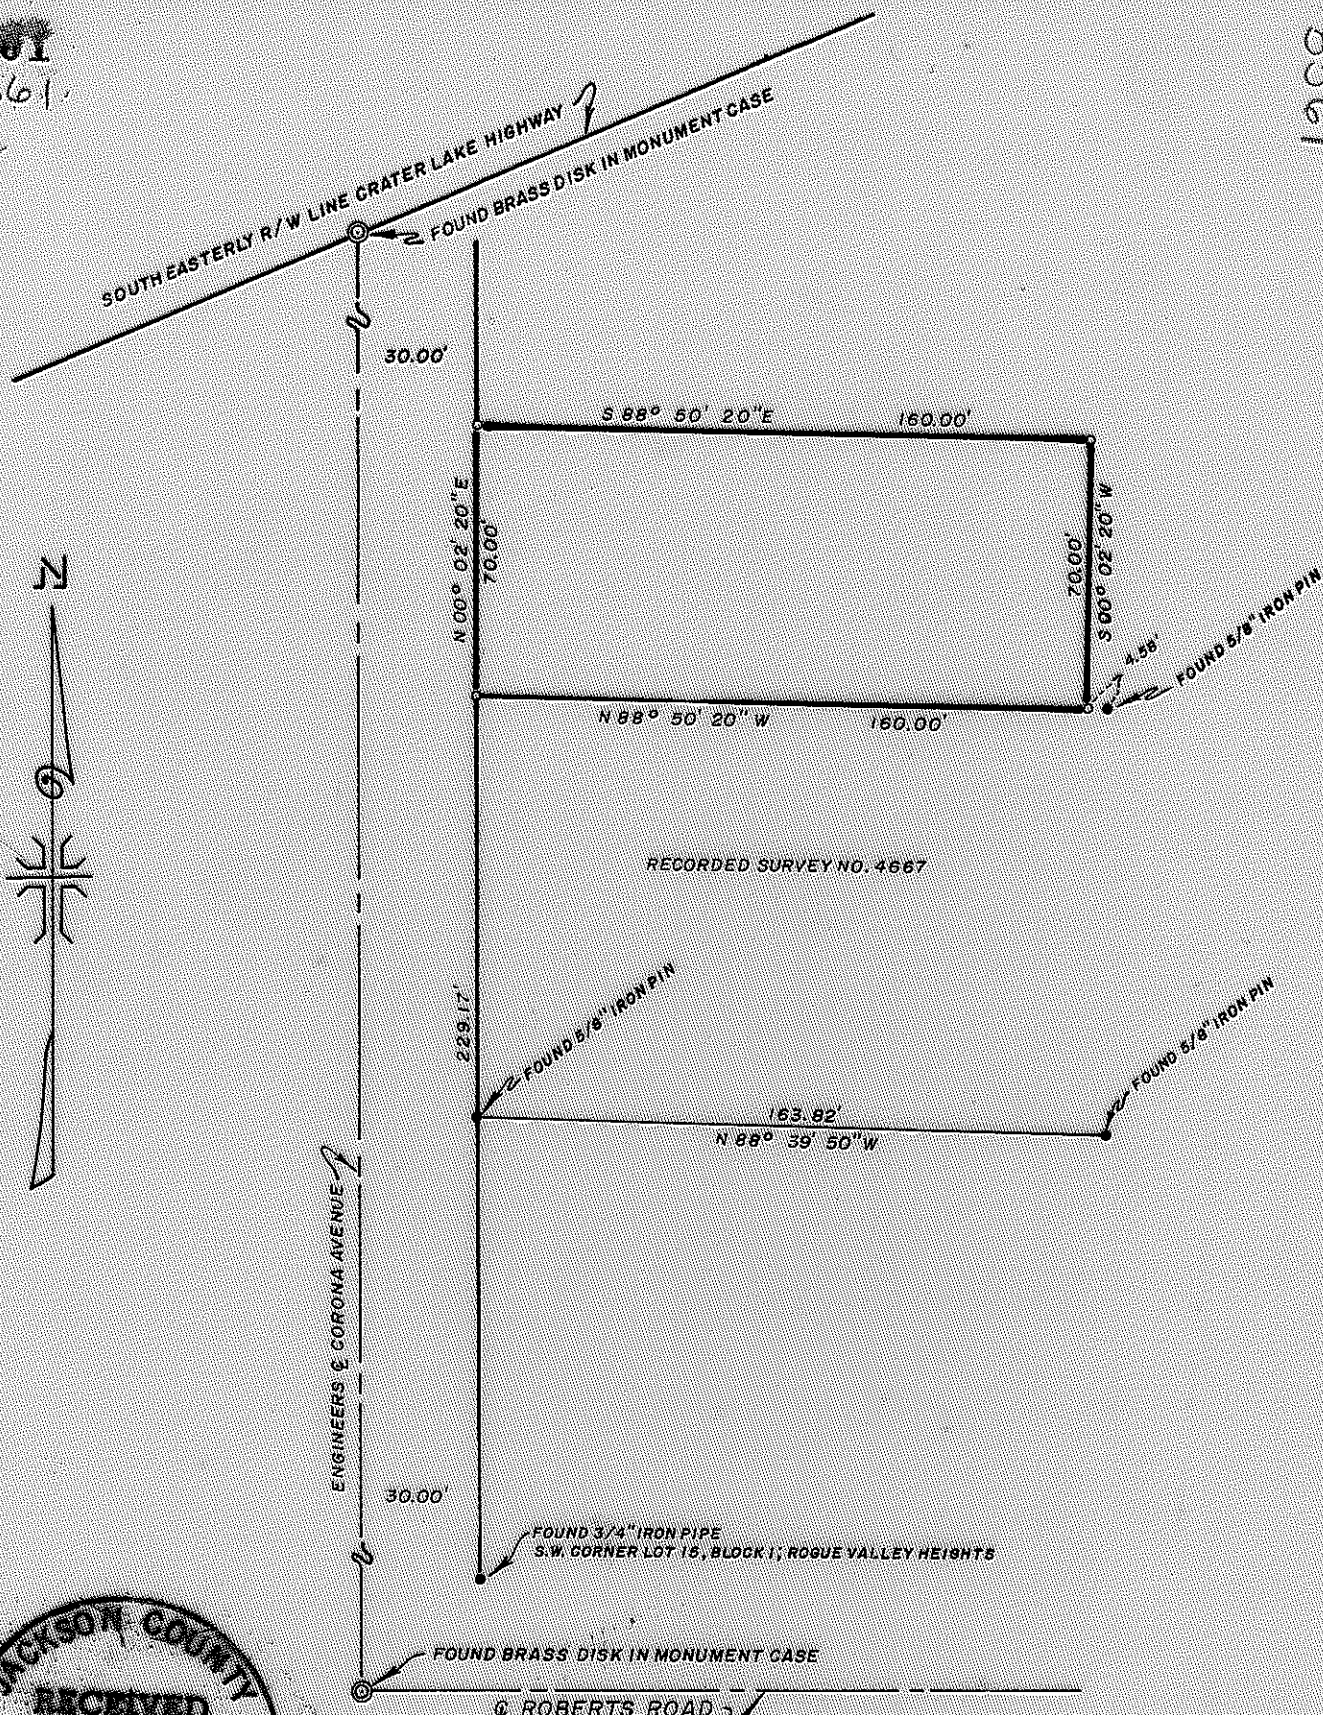 61
SOUTH EASTERLY R/W LINE CRATER LAKE HIGHWAY
FOUND BRASS DISK IN MONUMENT CASE
30.00'
S 88° 50' 20" E 160.00'
N 00° 02' 20" E
70.00'
70.00'
S 00° 02' 20" W
N
4.58'
FOUND 5/8" IRON PIN
N 88° 50' 20" W 160.00'
RECORDED SURVEY NO. 4667
229.17'
FOUND 5/8" IRON PIN
FOUND 5/8" IRON PIN
163.82'
N 88° 39' 50" W
ENGINEERS ℄ CORONA AVENUE
30.00'
FOUND 3/4" IRON PIPE
S.W. CORNER LOT 15, BLOCK 1, ROGUE VALLEY HEIGHTS
JACKSON COUNTY
RECEIVED
FOUND BRASS DISK IN MONUMENT CASE
℄ ROBERTS ROAD